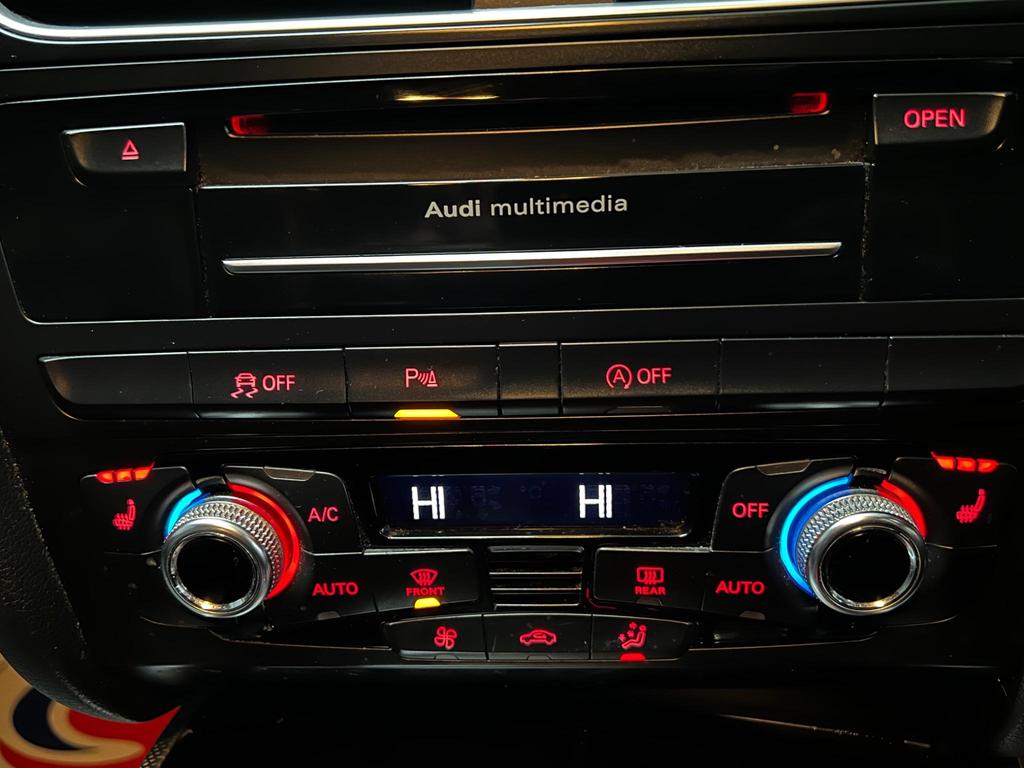 OPEN
Audi multimedia
OFF
P
A OFF
HI
HI
A/C
OFF
AUTO
FRONT
REAR
AUTO